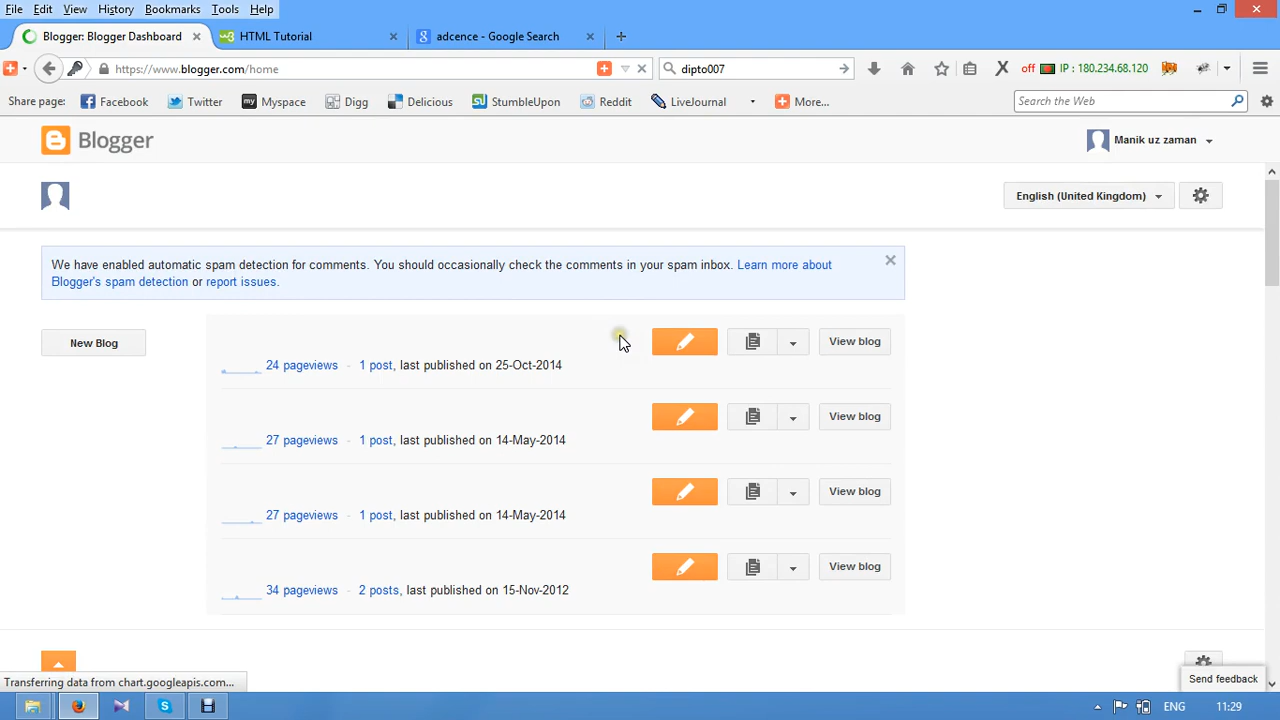 File Edit View History Bookmarks Tools Help
Blogger: Blogger Dashboard × HTML Tutorial × adcence - Google Search × +
https://www.blogger.com/home dipto007 off IP : 180.234.68.120
Share page: Facebook Twitter Myspace Digg Delicious StumbleUpon Reddit LiveJournal More... Search the Web
Blogger Manik uz zaman
English (United Kingdom)
We have enabled automatic spam detection for comments. You should occasionally check the comments in your spam inbox. Learn more about
Blogger's spam detection or report issues.
New Blog
View blog
24 pageviews - 1 post, last published on 25-Oct-2014
View blog
27 pageviews - 1 post, last published on 14-May-2014
View blog
27 pageviews - 1 post, last published on 14-May-2014
View blog
34 pageviews - 2 posts, last published on 15-Nov-2012
Send feedback
Transferring data from chart.googleapis.com...
ENG 11:29